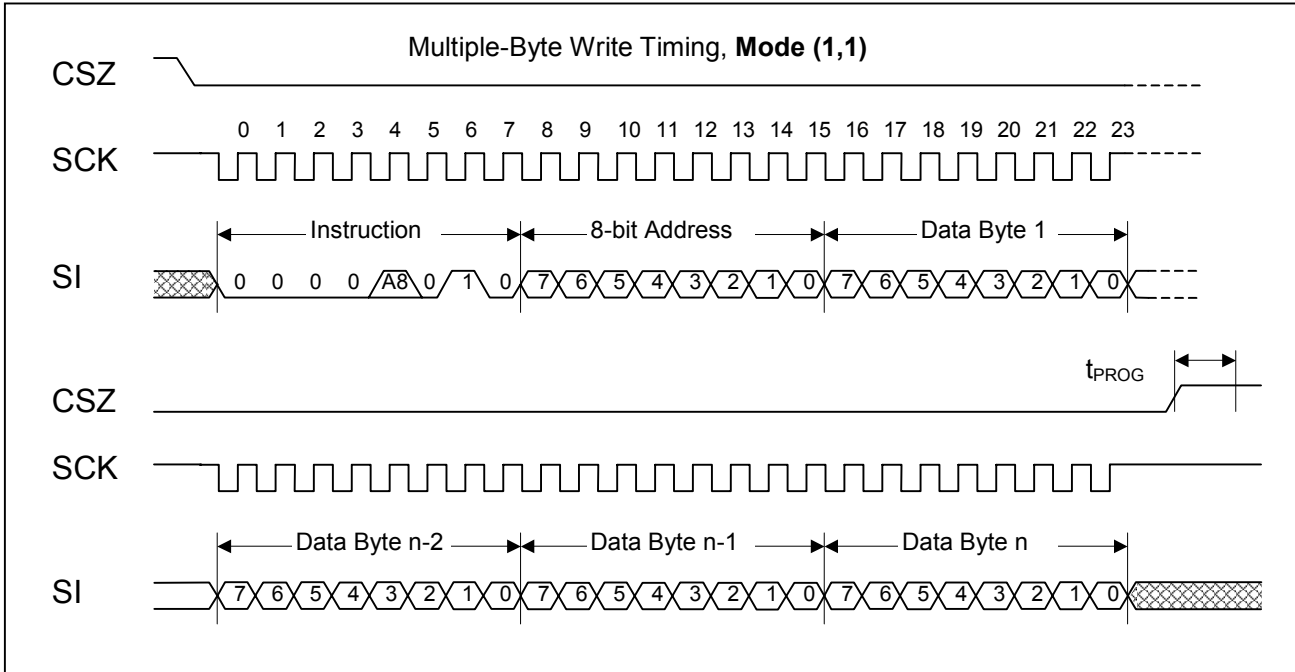 Multiple-Byte Write Timing, Mode (1,1)
CSZ
0 1 2 3 4 5 6 7 8 9 10 11 12 13 14 15 16 17 18 19 20 21 22 23
SCK
Instruction 8-bit Address Data Byte 1
SI 0 0 0 0 A8 0 1 0 7 6 5 4 3 2 1 0 7 6 5 4 3 2 1 0
tPROG
CSZ
SCK
Data Byte n-2 Data Byte n-1 Data Byte n
SI 7 6 5 4 3 2 1 0 7 6 5 4 3 2 1 0 7 6 5 4 3 2 1 0